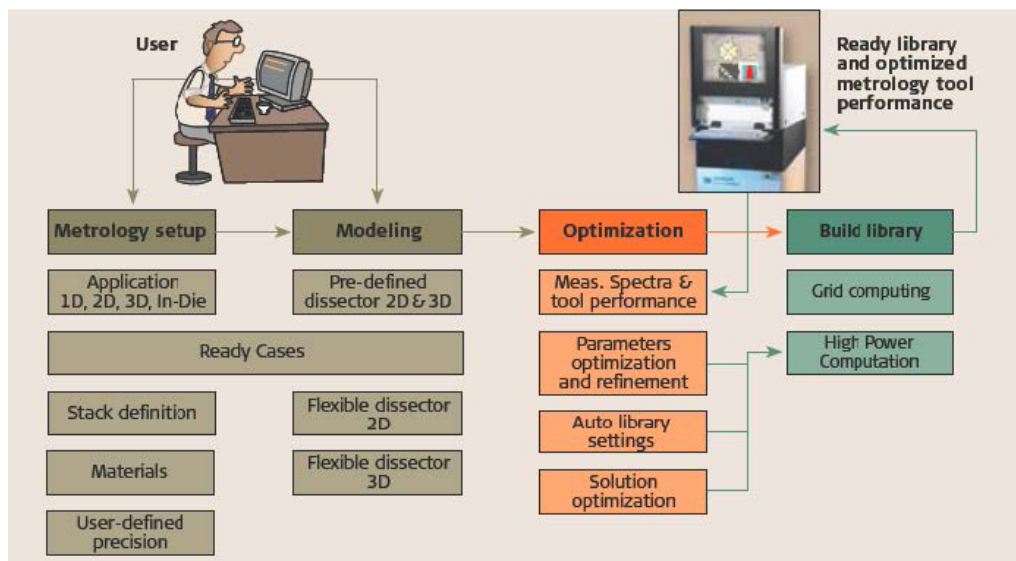 User
Ready library
and optimized
metrology tool
performance
Metrology setup
Modeling
Optimization
Build library
Application
1D, 2D, 3D, In-Die
Pre-defined
dissector 2D & 3D
Meas. Spectra &
tool performance
Grid computing
Ready Cases
Parameters
optimization
and refinement
High Power
Computation
Stack definition
Flexible dissector
2D
Auto library
settings
Materials
Flexible dissector
3D
Solution
optimization
User-defined
precision